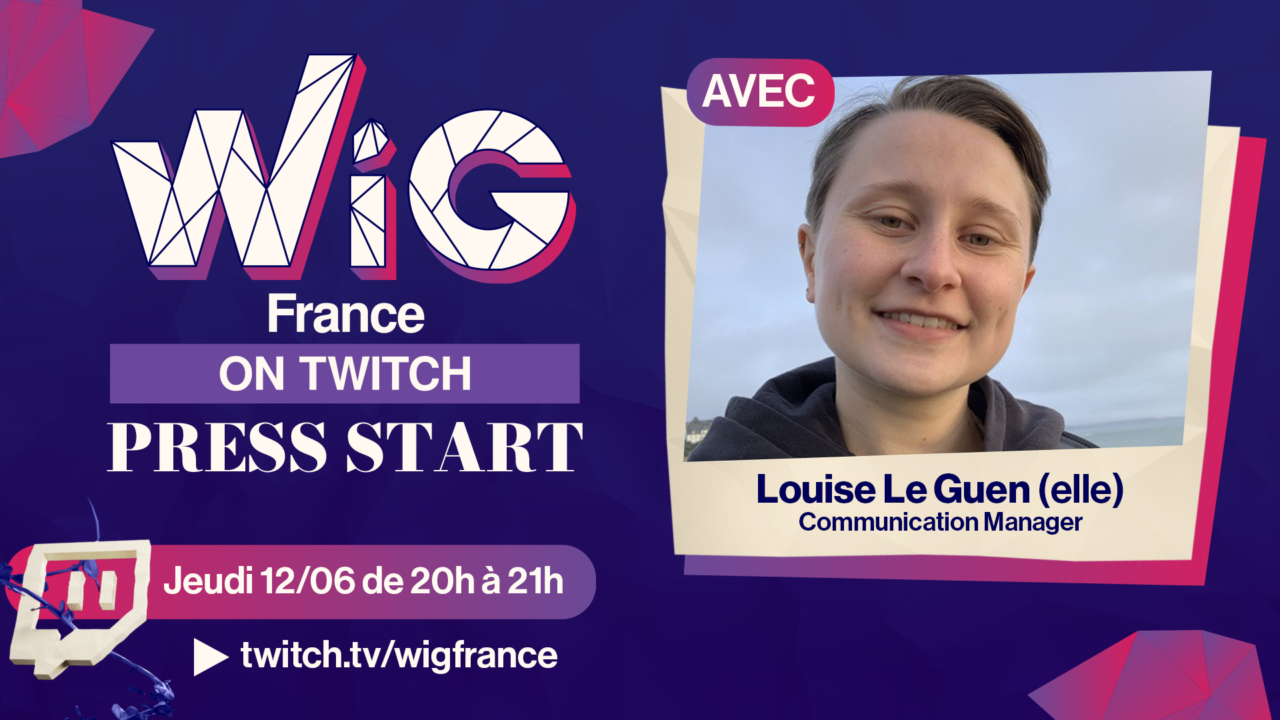 WiG
France
ON TWITCH
PRESS START
Jeudi 12/06 de 20h à 21h
twitch.tv/wigfrance
AVEC
Louise Le Guen (elle)
Communication Manager